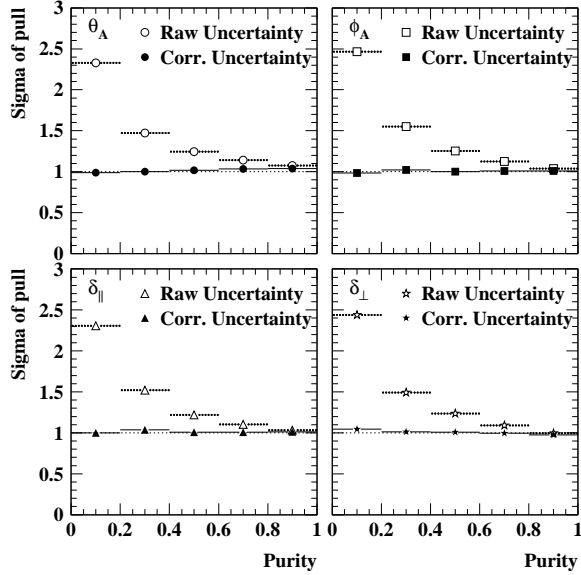 Sigma of pull
3
2.5
2
1.5
1
0.5
0
θA
Raw Uncertainty
Corr. Uncertainty
ϕA
Raw Uncertainty
Corr. Uncertainty
Sigma of pull
3
2.5
2
1.5
1
0.5
0
δ∥
Raw Uncertainty
Corr. Uncertainty
δ⊥
Raw Uncertainty
Corr. Uncertainty
0 0.2 0.4 0.6 0.8 1
Purity
0 0.2 0.4 0.6 0.8 1
Purity